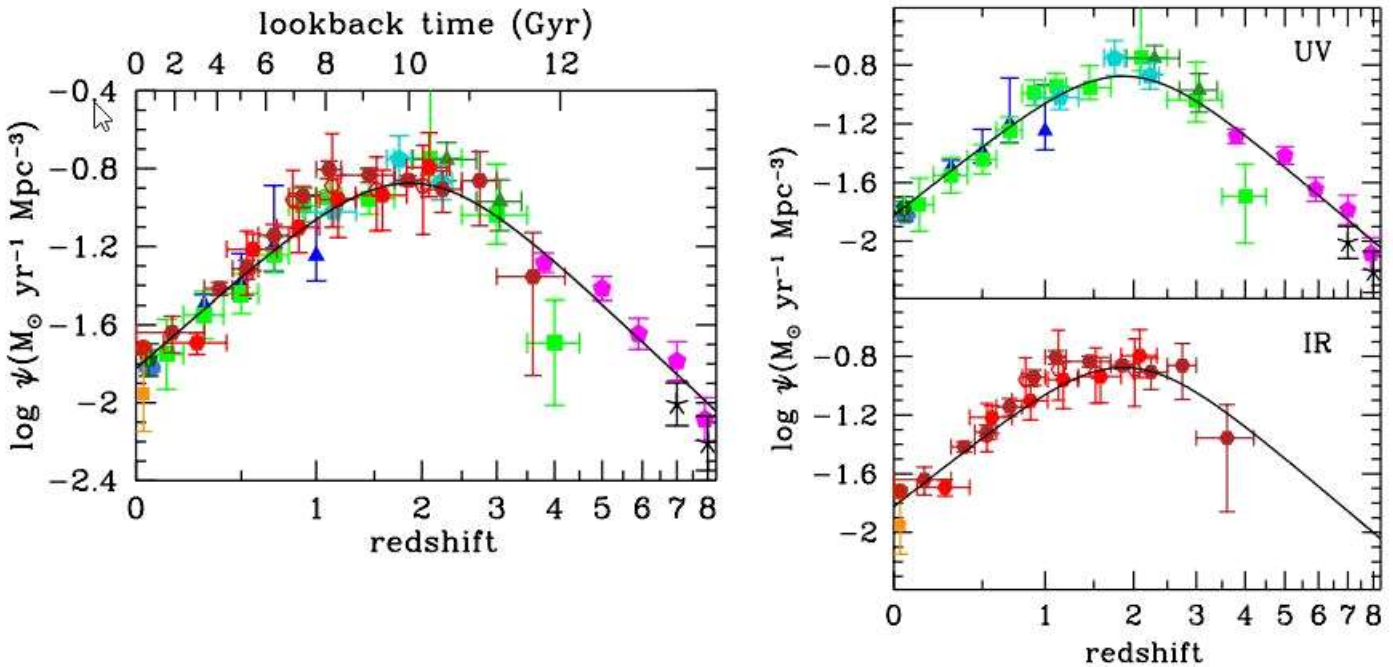 lookback time (Gyr)
0 2 4 6 8 10 12
log ψ(M⊙ yr⁻¹ Mpc⁻³)
-0.4
-0.8
-1.2
-1.6
-2
-2.4
0 1 2 3 4 5 6 7 8
redshift
UV
log ψ(M⊙ yr⁻¹ Mpc⁻³)
-0.8
-1.2
-1.6
-2
IR
-0.8
-1.2
-1.6
-2
0 1 2 3 4 5 6 7 8
redshift